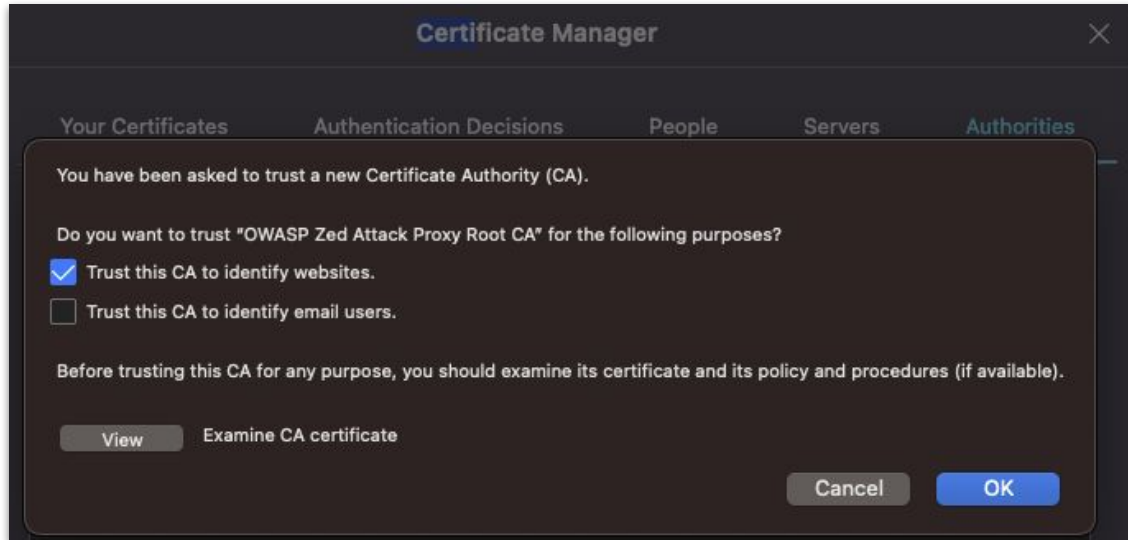 Certificate Manager
Your Certificates Authentication Decisions People Servers Authorities
You have been asked to trust a new Certificate Authority (CA).
Do you want to trust "OWASP Zed Attack Proxy Root CA" for the following purposes?
Trust this CA to identify websites.
Trust this CA to identify email users.
Before trusting this CA for any purpose, you should examine its certificate and its policy and procedures (if available).
View Examine CA certificate
Cancel OK